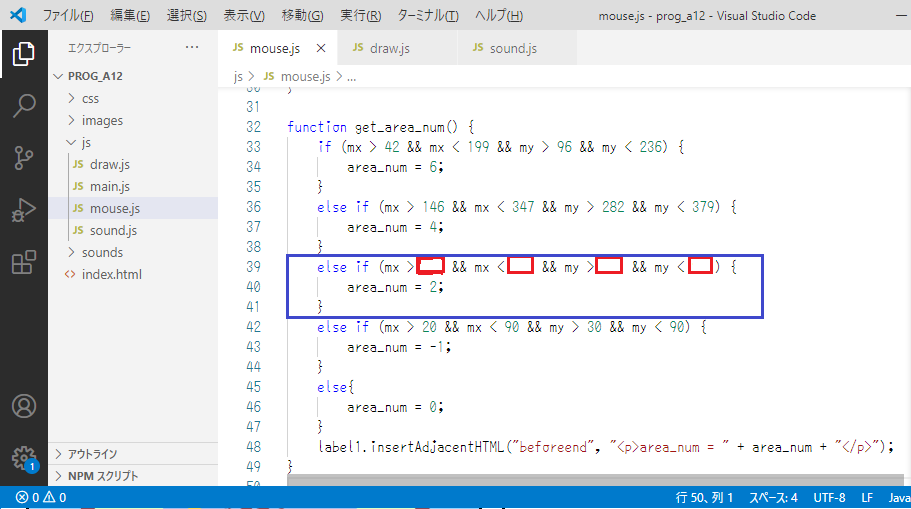 ファイル(F) 編集(E) 選択(S) 表示(V) 移動(G) 実行(R) ターミナル(T) ヘルプ(H) mouse.js - prog_a12 - Visual Studio Code
エクスプローラー ...
PROG_A12
css
images
js
JS draw.js
JS main.js
JS mouse.js
JS sound.js
sounds
<> index.html
アウトライン
NPM スクリプト
JS mouse.js × JS draw.js JS sound.js
js > JS mouse.js > ...
30 }
31
32 function get_area_num() {
33 if (mx > 42 && mx < 199 && my > 96 && my < 236) {
34 area_num = 6;
35 }
36 else if (mx > 146 && mx < 347 && my > 282 && my < 379) {
37 area_num = 4;
38 }
39 else if (mx > && mx < && my > && my < ) {
40 area_num = 2;
41 }
42 else if (mx > 20 && mx < 90 && my > 30 && my < 90) {
43 area_num = -1;
44 }
45 else{
46 area_num = 0;
47 }
48 label1.insertAdjacentHTML("beforeend", "<p>area_num = " + area_num + "</p>");
49 }
50
1
0 0 行 50、列 1 スペース: 4 UTF-8 LF Java